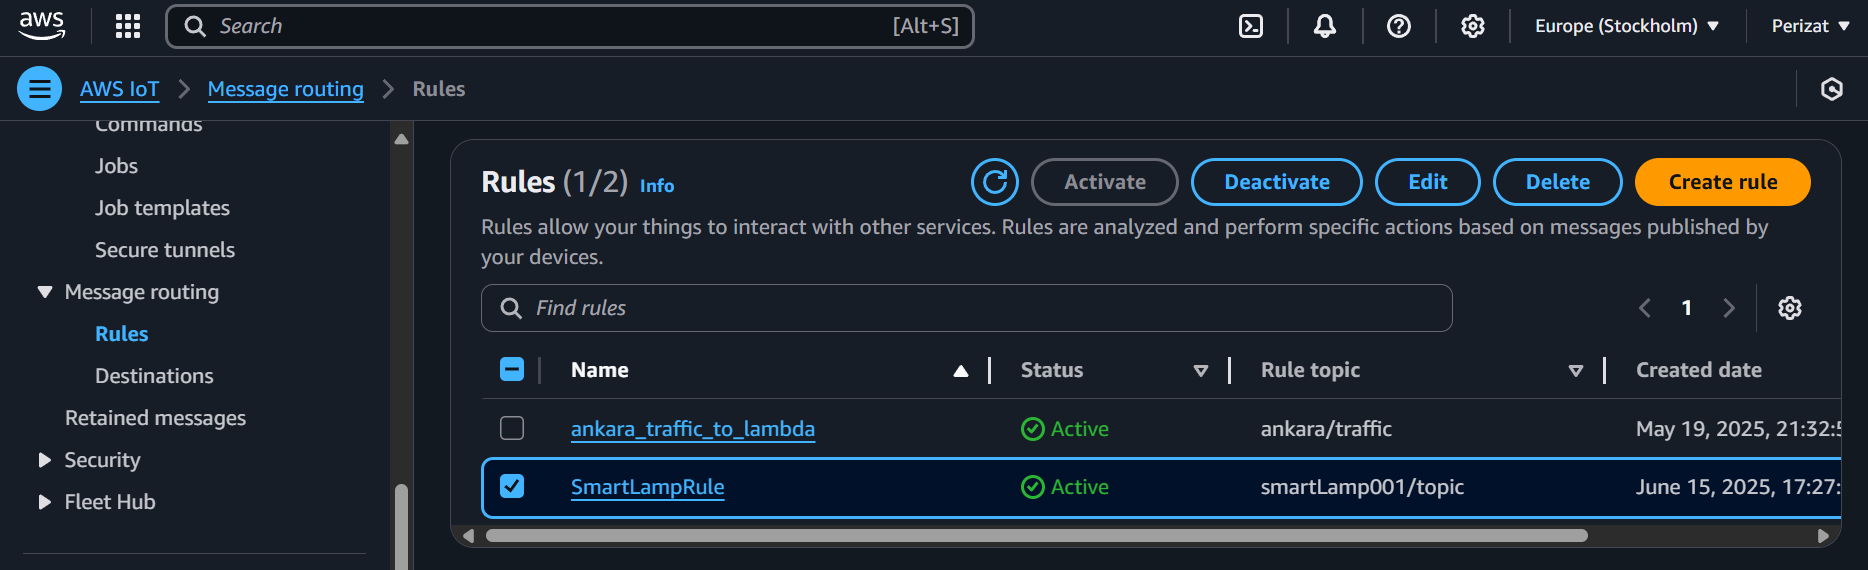 aws
Search
[Alt+S]
Europe (Stockholm)
Perizat
AWS IoT
Message routing
Rules
Commands
Jobs
Job templates
Secure tunnels
Message routing
Rules
Destinations
Retained messages
Security
Fleet Hub
Rules (1/2) Info
Activate
Deactivate
Edit
Delete
Create rule
Rules allow your things to interact with other services. Rules are analyzed and perform specific actions based on messages published by
your devices.
Find rules
1
Name Status Rule topic Created date
ankara_traffic_to_lambda Active ankara/traffic May 19, 2025, 21:32:5
SmartLampRule Active smartLamp001/topic June 15, 2025, 17:27: